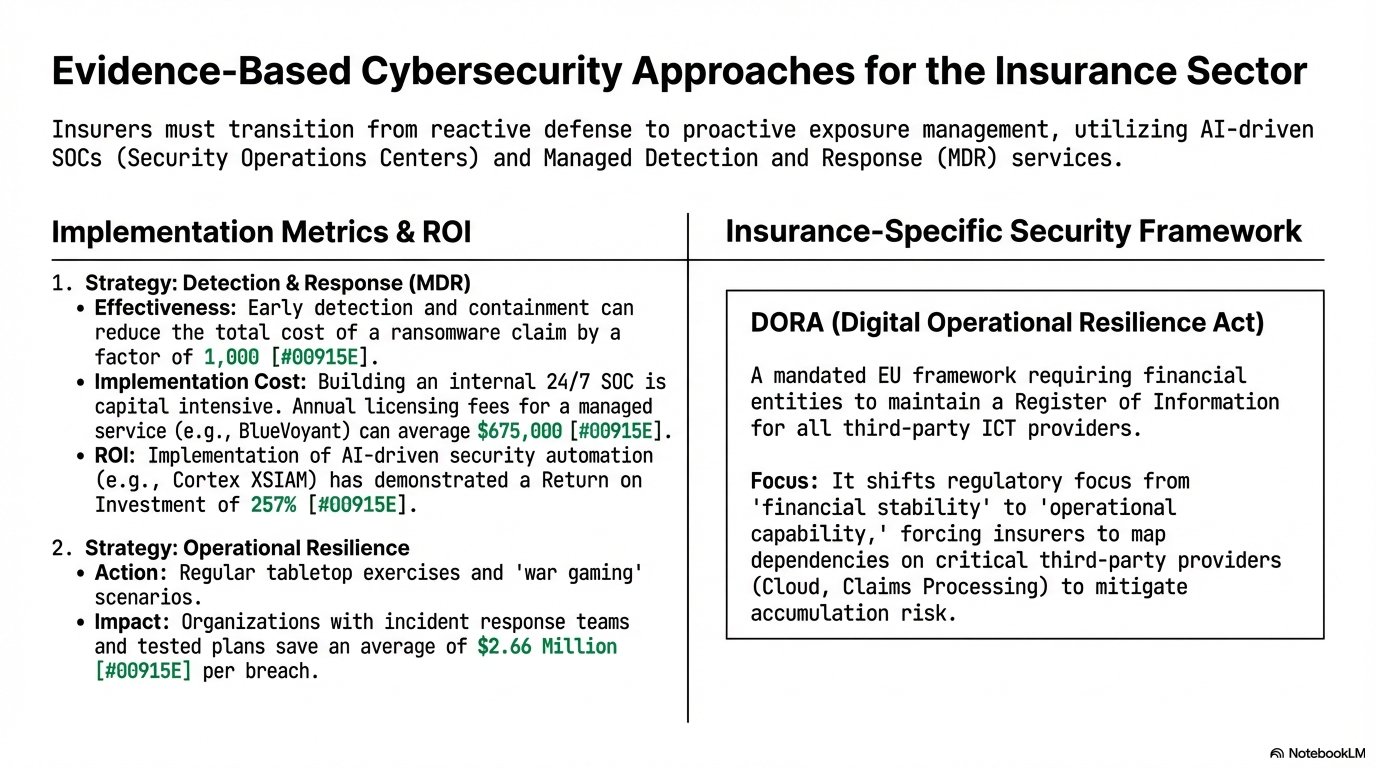 Evidence-Based Cybersecurity Approaches for the Insurance Sector
Insurers must transition from reactive defense to proactive exposure management, utilizing AI-driven
SOCs (Security Operations Centers) and Managed Detection and Response (MDR) services.
Implementation Metrics & ROI
1. Strategy: Detection & Response (MDR)
• Effectiveness: Early detection and containment can
reduce the total cost of a ransomware claim by a
factor of 1,000 [#00915E].
• Implementation Cost: Building an internal 24/7 SOC is
capital intensive. Annual licensing fees for a managed
service (e.g., BlueVoyant) can average $675,000 [#00915E].
• ROI: Implementation of AI-driven security automation
(e.g., Cortex XSIAM) has demonstrated a Return on
Investment of 257% [#00915E].
2. Strategy: Operational Resilience
• Action: Regular tabletop exercises and 'war gaming'
scenarios.
• Impact: Organizations with incident response teams
and tested plans save an average of $2.66 Million
[#00915E] per breach.
Insurance-Specific Security Framework
DORA (Digital Operational Resilience Act)
A mandated EU framework requiring financial
entities to maintain a Register of Information
for all third-party ICT providers.
Focus: It shifts regulatory focus from
'financial stability' to 'operational
capability,' forcing insurers to map
dependencies on critical third-party providers
(Cloud, Claims Processing) to mitigate
accumulation risk.
NotebookLM